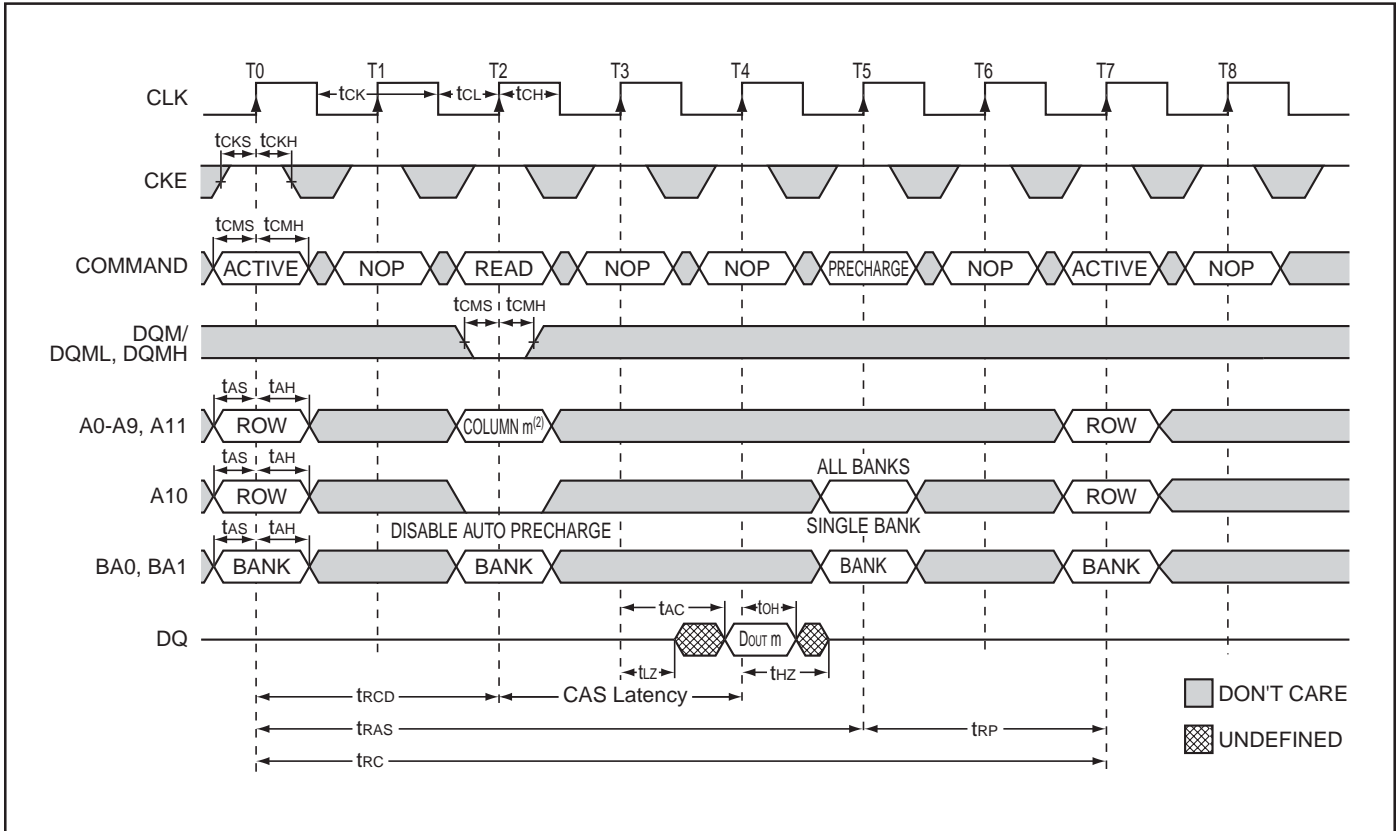 T0 T1 T2 T3 T4 T5 T6 T7 T8
CLK tCK tCL tCH
tCKS tCKH
CKE
tCMS tCMH
COMMAND ACTIVE NOP READ NOP NOP PRECHARGE NOP ACTIVE NOP
tCMS tCMH
DQM/
DQML, DQMH
tAS tAH
A0-A9, A11 ROW COLUMN m(2) ROW
tAS tAH ALL BANKS
A10 ROW ROW
DISABLE AUTO PRECHARGE SINGLE BANK
tAS tAH
BA0, BA1 BANK BANK BANK BANK
tAC tOH
DQ DOUT m
tLZ tHZ
tRCD CAS Latency
DON'T CARE
tRAS tRP
UNDEFINED
tRC